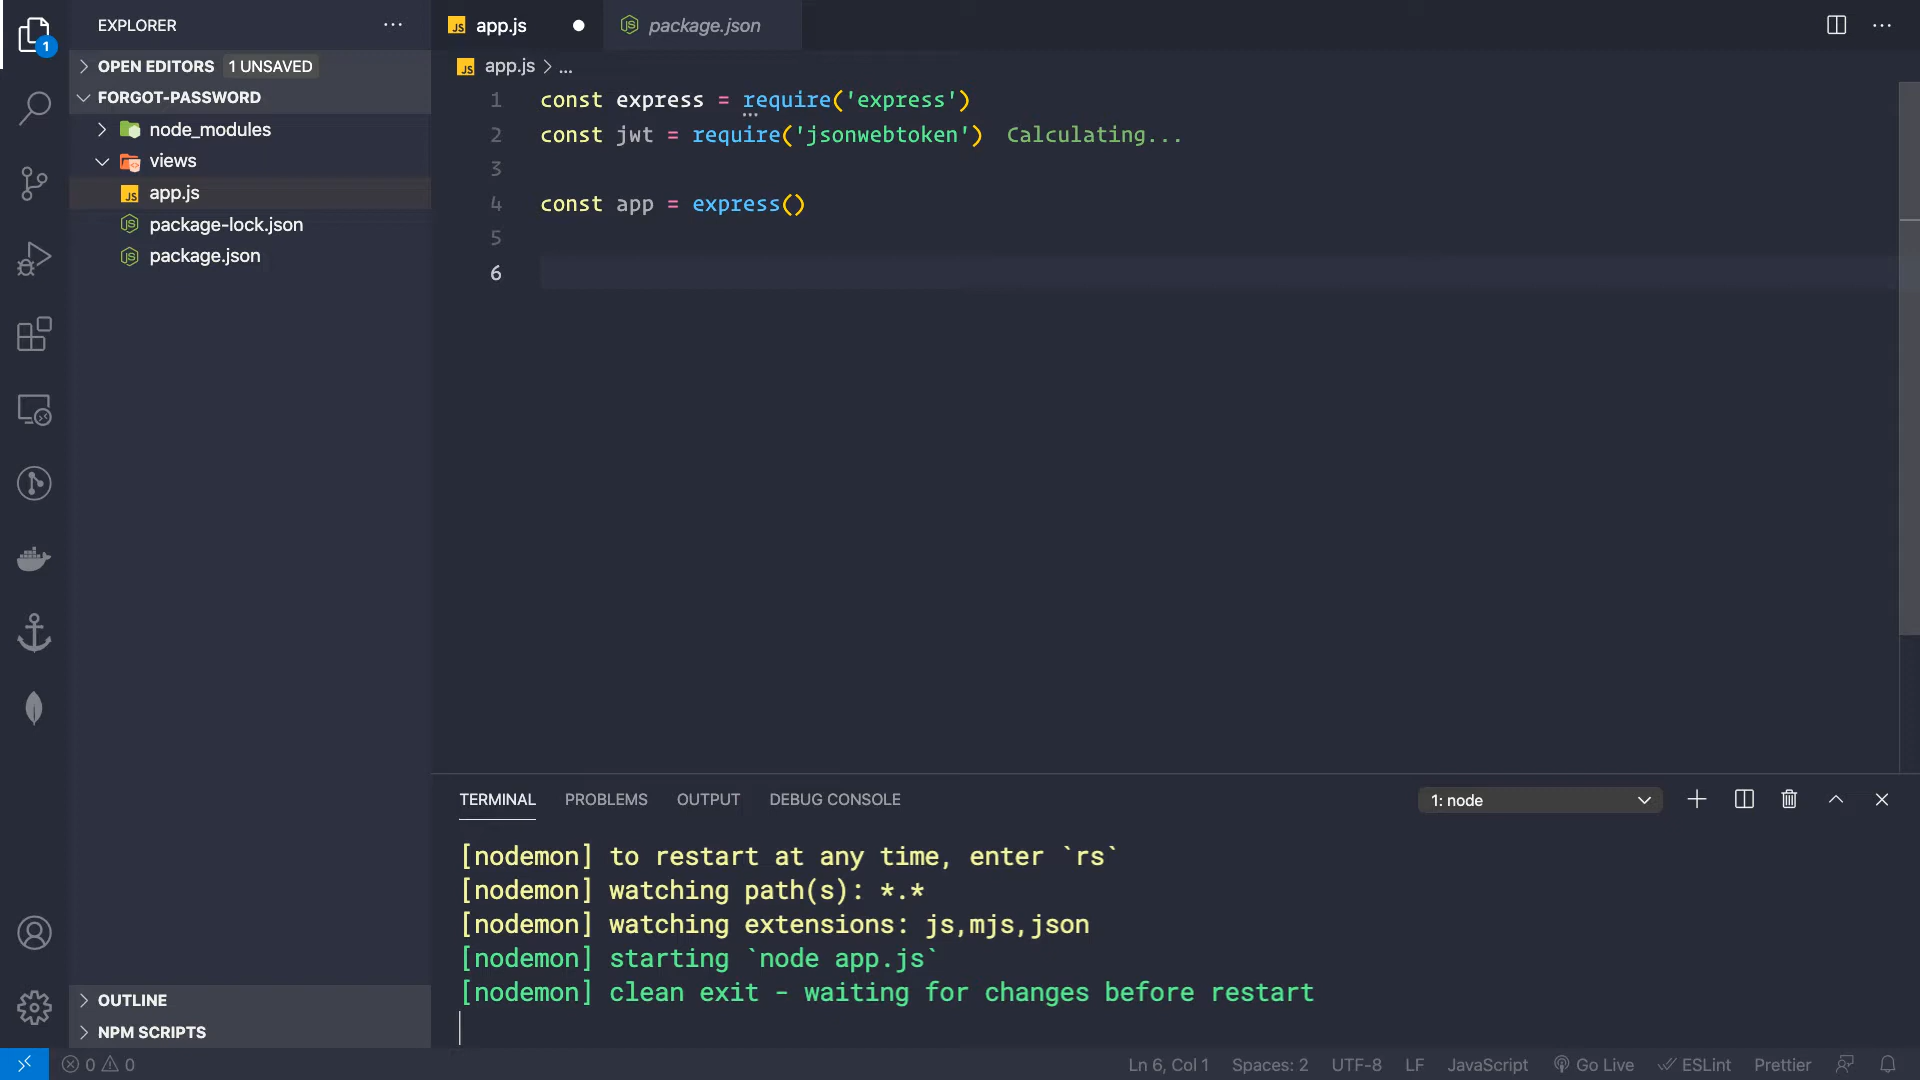 EXPLORER
...
JS app.js
package.json
...
1
OPEN EDITORS 1 UNSAVED
FORGOT-PASSWORD
node_modules
views
JS app.js
package-lock.json
package.json
JS app.js > ...
1 const express = require('express')
2 const jwt = require('jsonwebtoken') Calculating...
3
4 const app = express()
5
6
TERMINAL PROBLEMS OUTPUT DEBUG CONSOLE
1: node
[nodemon] to restart at any time, enter `rs`
[nodemon] watching path(s): *.*
[nodemon] watching extensions: js,mjs,json
[nodemon] starting `node app.js`
[nodemon] clean exit - waiting for changes before restart
OUTLINE
NPM SCRIPTS
0 0
Ln 6, Col 1 Spaces: 2 UTF-8 LF JavaScript Go Live ESLint Prettier